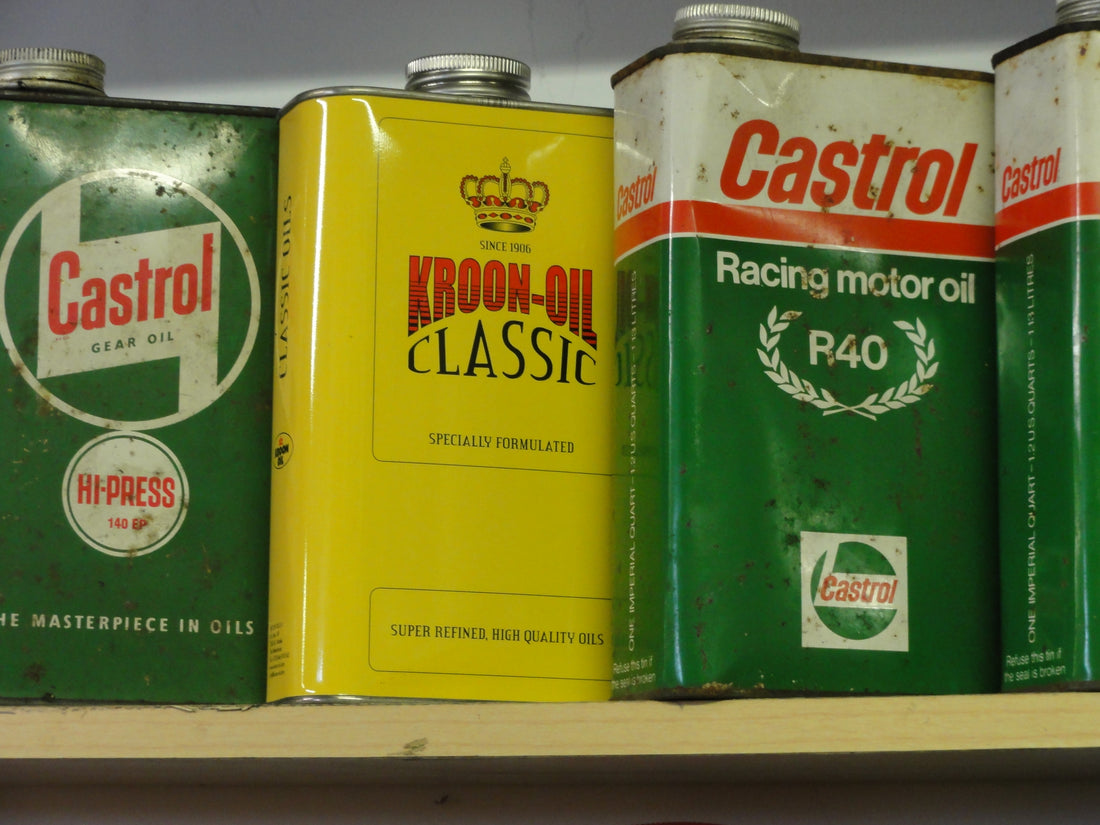 Castrol
GEAR OIL
HI-PRESS
140 EP
HE MASTERPIECE IN OILS
CLASSIC OILS
SINCE 1906
KROON-OIL
CLASSIC
SPECIALLY FORMULATED
SUPER REFINED, HIGH QUALITY OILS
Castrol
ONE IMPERIAL QUART - 1.2 US QUARTS - 1.13 LITRES
Refuse this tin if
he seal is broken
Castrol
Racing motor oil
R40
Castrol
Castrol
ONE IMPERIAL QUART - 1.2 US QUARTS - 1.13 LITRES
Refuse this tin if
he seal is broken